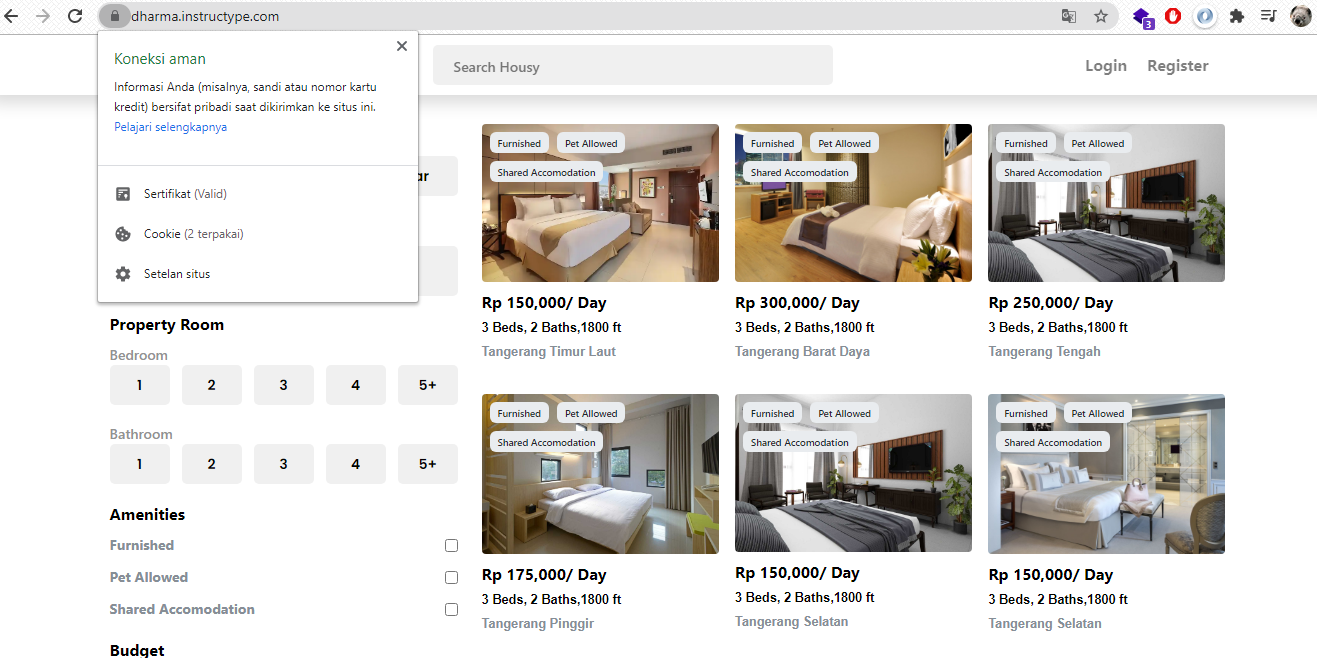 dharma.instructype.com
3
Koneksi aman
Informasi Anda (misalnya, sandi atau nomor kartu
kredit) bersifat pribadi saat dikirimkan ke situs ini.
Pelajari selengkapnya
Sertifikat (Valid)
Cookie (2 terpakai)
Setelan situs
Search Housy
Login
Register
ar
Property Room
Bedroom
1 2 3 4 5+
Bathroom
1 2 3 4 5+
Amenities
Furnished
Pet Allowed
Shared Accomodation
Budget
Furnished Pet Allowed
Shared Accomodation
Rp 150,000/ Day
3 Beds, 2 Baths,1800 ft
Tangerang Timur Laut
Furnished Pet Allowed
Shared Accomodation
Rp 300,000/ Day
3 Beds, 2 Baths,1800 ft
Tangerang Barat Daya
Furnished Pet Allowed
Shared Accomodation
Rp 250,000/ Day
3 Beds, 2 Baths,1800 ft
Tangerang Tengah
Furnished Pet Allowed
Shared Accomodation
Rp 175,000/ Day
3 Beds, 2 Baths,1800 ft
Tangerang Pinggir
Furnished Pet Allowed
Shared Accomodation
Rp 150,000/ Day
3 Beds, 2 Baths,1800 ft
Tangerang Selatan
Furnished Pet Allowed
Shared Accomodation
Rp 150,000/ Day
3 Beds, 2 Baths,1800 ft
Tangerang Selatan